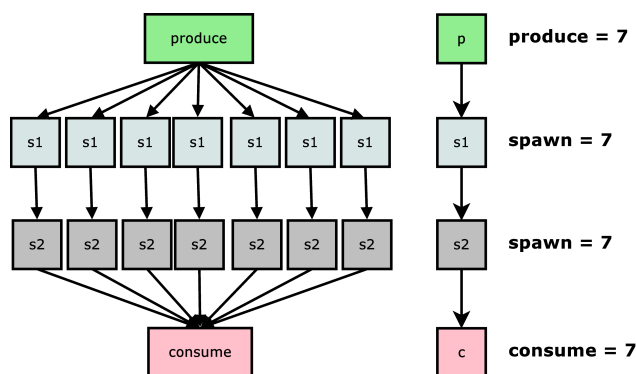 produce p produce = 7
s1 s1 s1 s1 s1 s1 s1 s1 spawn = 7
s2 s2 s2 s2 s2 s2 s2 s2 spawn = 7
consume c consume = 7